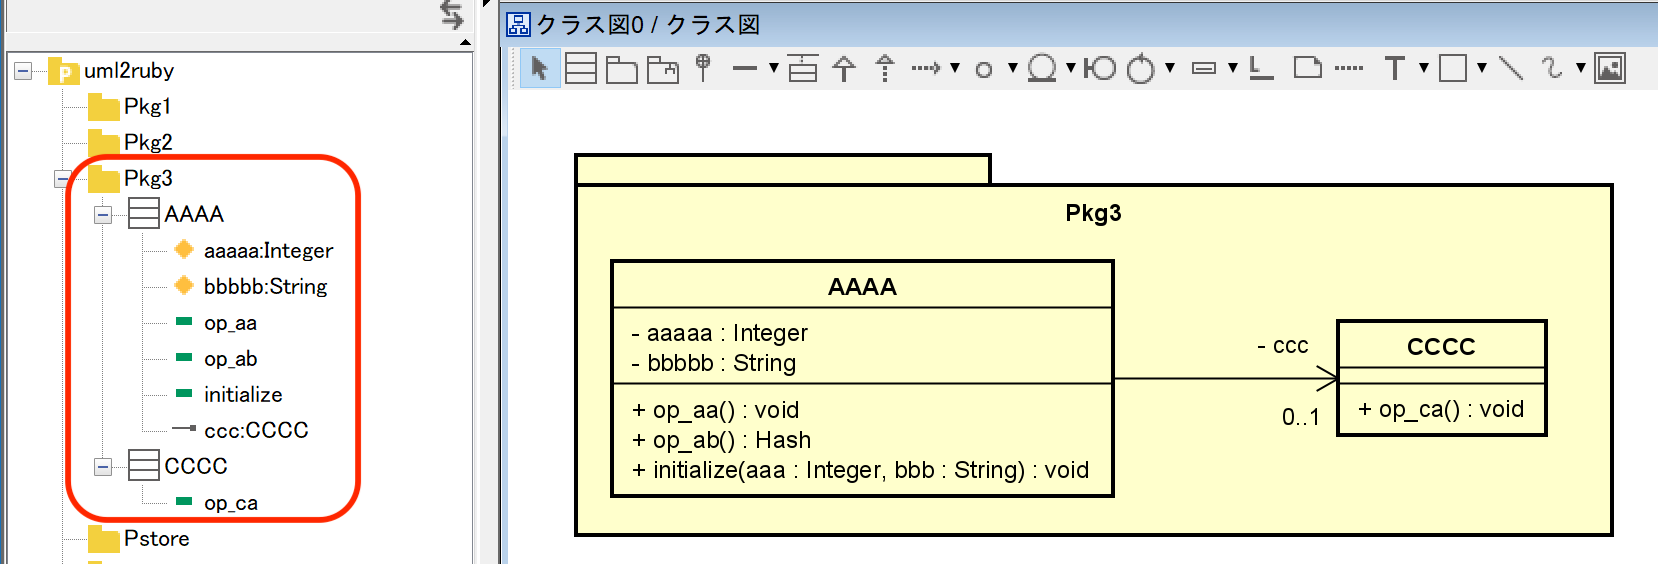 uml2ruby
Pkg1
Pkg2
Pkg3
AAAA
aaaaa:Integer
bbbbb:String
op_aa
op_ab
initialize
ccc:CCCC
CCCC
op_ca
Pstore
クラス図0 / クラス図
T
Pkg3
AAAA
- aaaaa : Integer
- bbbbb : String
+ op_aa() : void
+ op_ab() : Hash
+ initialize(aaa : Integer, bbb : String) : void
- ccc
0..1
CCCC
+ op_ca() : void